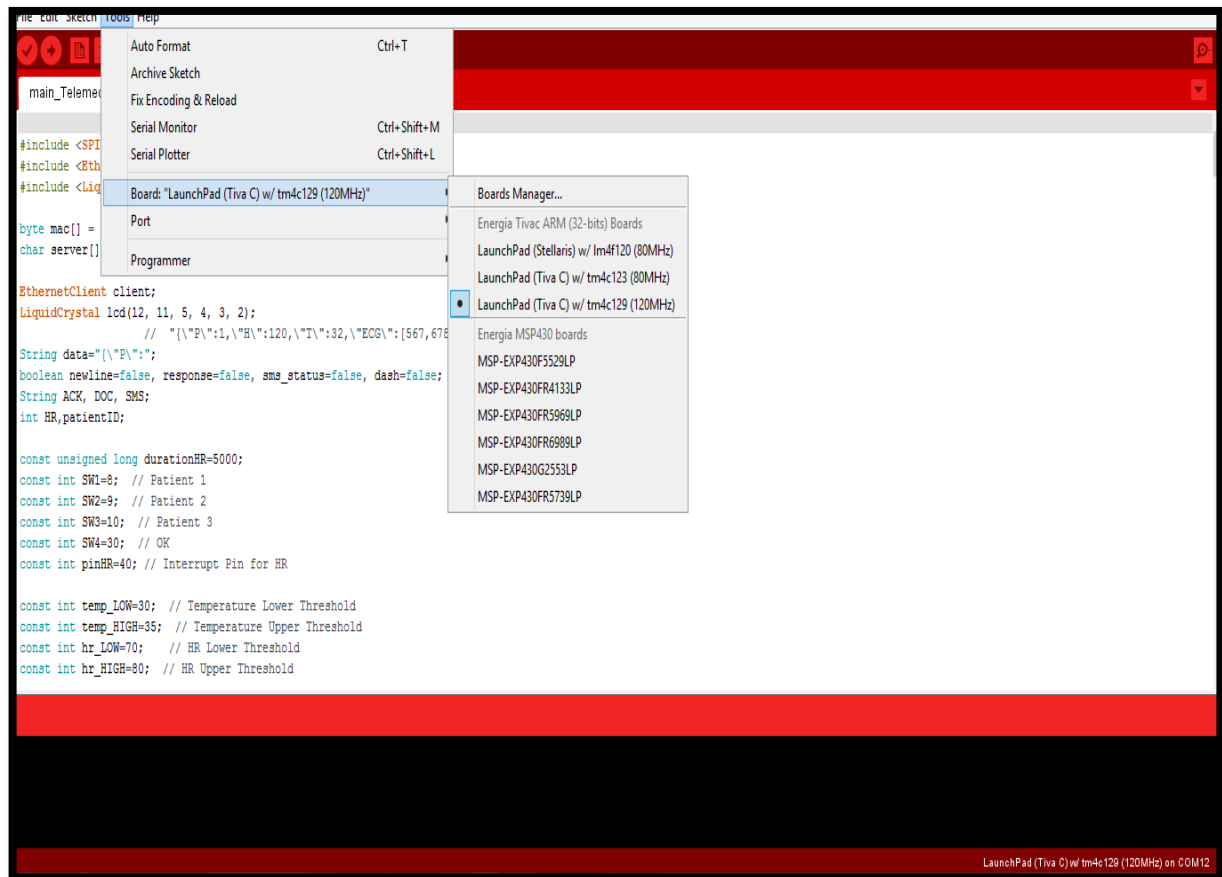 File Edit Sketch Tools Help
Auto Format Ctrl+T
Archive Sketch
Fix Encoding & Reload
Serial Monitor Ctrl+Shift+M
Serial Plotter Ctrl+Shift+L
Board: "LaunchPad (Tiva C) w/ tm4c129 (120MHz)"
Port
Programmer
Boards Manager...
Energia Tivac ARM (32-bits) Boards
LaunchPad (Stellaris) w/ lm4f120 (80MHz)
LaunchPad (Tiva C) w/ tm4c123 (80MHz)
LaunchPad (Tiva C) w/ tm4c129 (120MHz)
Energia MSP430 boards
MSP-EXP430F5529LP
MSP-EXP430FR4133LP
MSP-EXP430FR5969LP
MSP-EXP430FR6989LP
MSP-EXP430G2553LP
MSP-EXP430FR5739LP
main_Teleme
#include <SPI
#include <Eth
#include <Liq
byte mac[] =
char server[]
EthernetClient client;
LiquidCrystal lcd(12, 11, 5, 4, 3, 2);
// "{\"P\":1,\"H\":120,\"T\":32,\"ECG\":[567,678
String data="{\"P\":";
boolean newline=false, response=false, sms_status=false, dash=false;
String ACK, DOC, SMS;
int HR,patientID;
const unsigned long durationHR=5000;
const int SW1=8; // Patient 1
const int SW2=9; // Patient 2
const int SW3=10; // Patient 3
const int SW4=30; // OK
const int pinHR=40; // Interrupt Pin for HR
const int temp_LOW=30; // Temperature Lower Threshold
const int temp_HIGH=35; // Temperature Upper Threshold
const int hr_LOW=70; // HR Lower Threshold
const int hr_HIGH=80; // HR Upper Threshold
LaunchPad (Tiva C) w/ tm4c129 (120MHz) on COM12